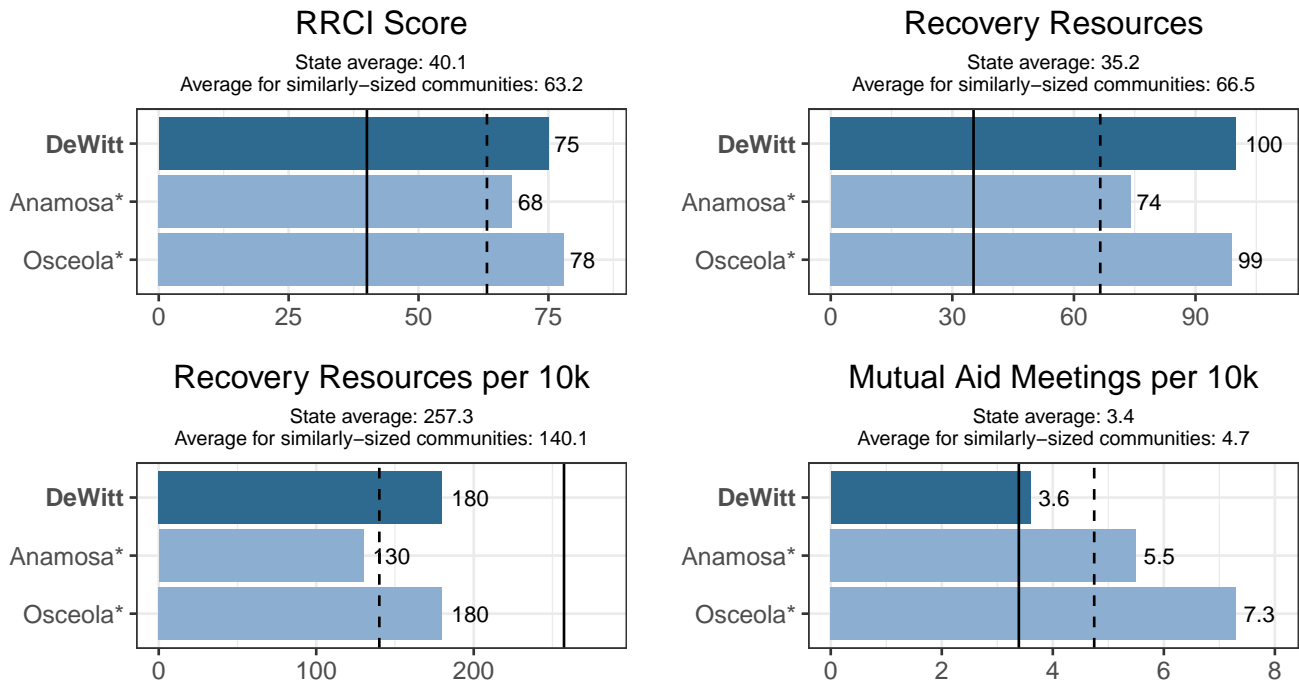 RRCI Score
State average: 40.1
Average for similarly−sized communities: 63.2
DeWitt
75
Anamosa*
68
Osceola*
78
0 25 50 75
Recovery Resources
State average: 35.2
Average for similarly−sized communities: 66.5
DeWitt
100
Anamosa*
74
Osceola*
99
0 30 60 90
Recovery Resources per 10k
State average: 257.3
Average for similarly−sized communities: 140.1
DeWitt
180
Anamosa*
130
Osceola*
180
0 100 200
Mutual Aid Meetings per 10k
State average: 3.4
Average for similarly−sized communities: 4.7
DeWitt
3.6
Anamosa*
5.5
Osceola*
7.3
0 2 4 6 8